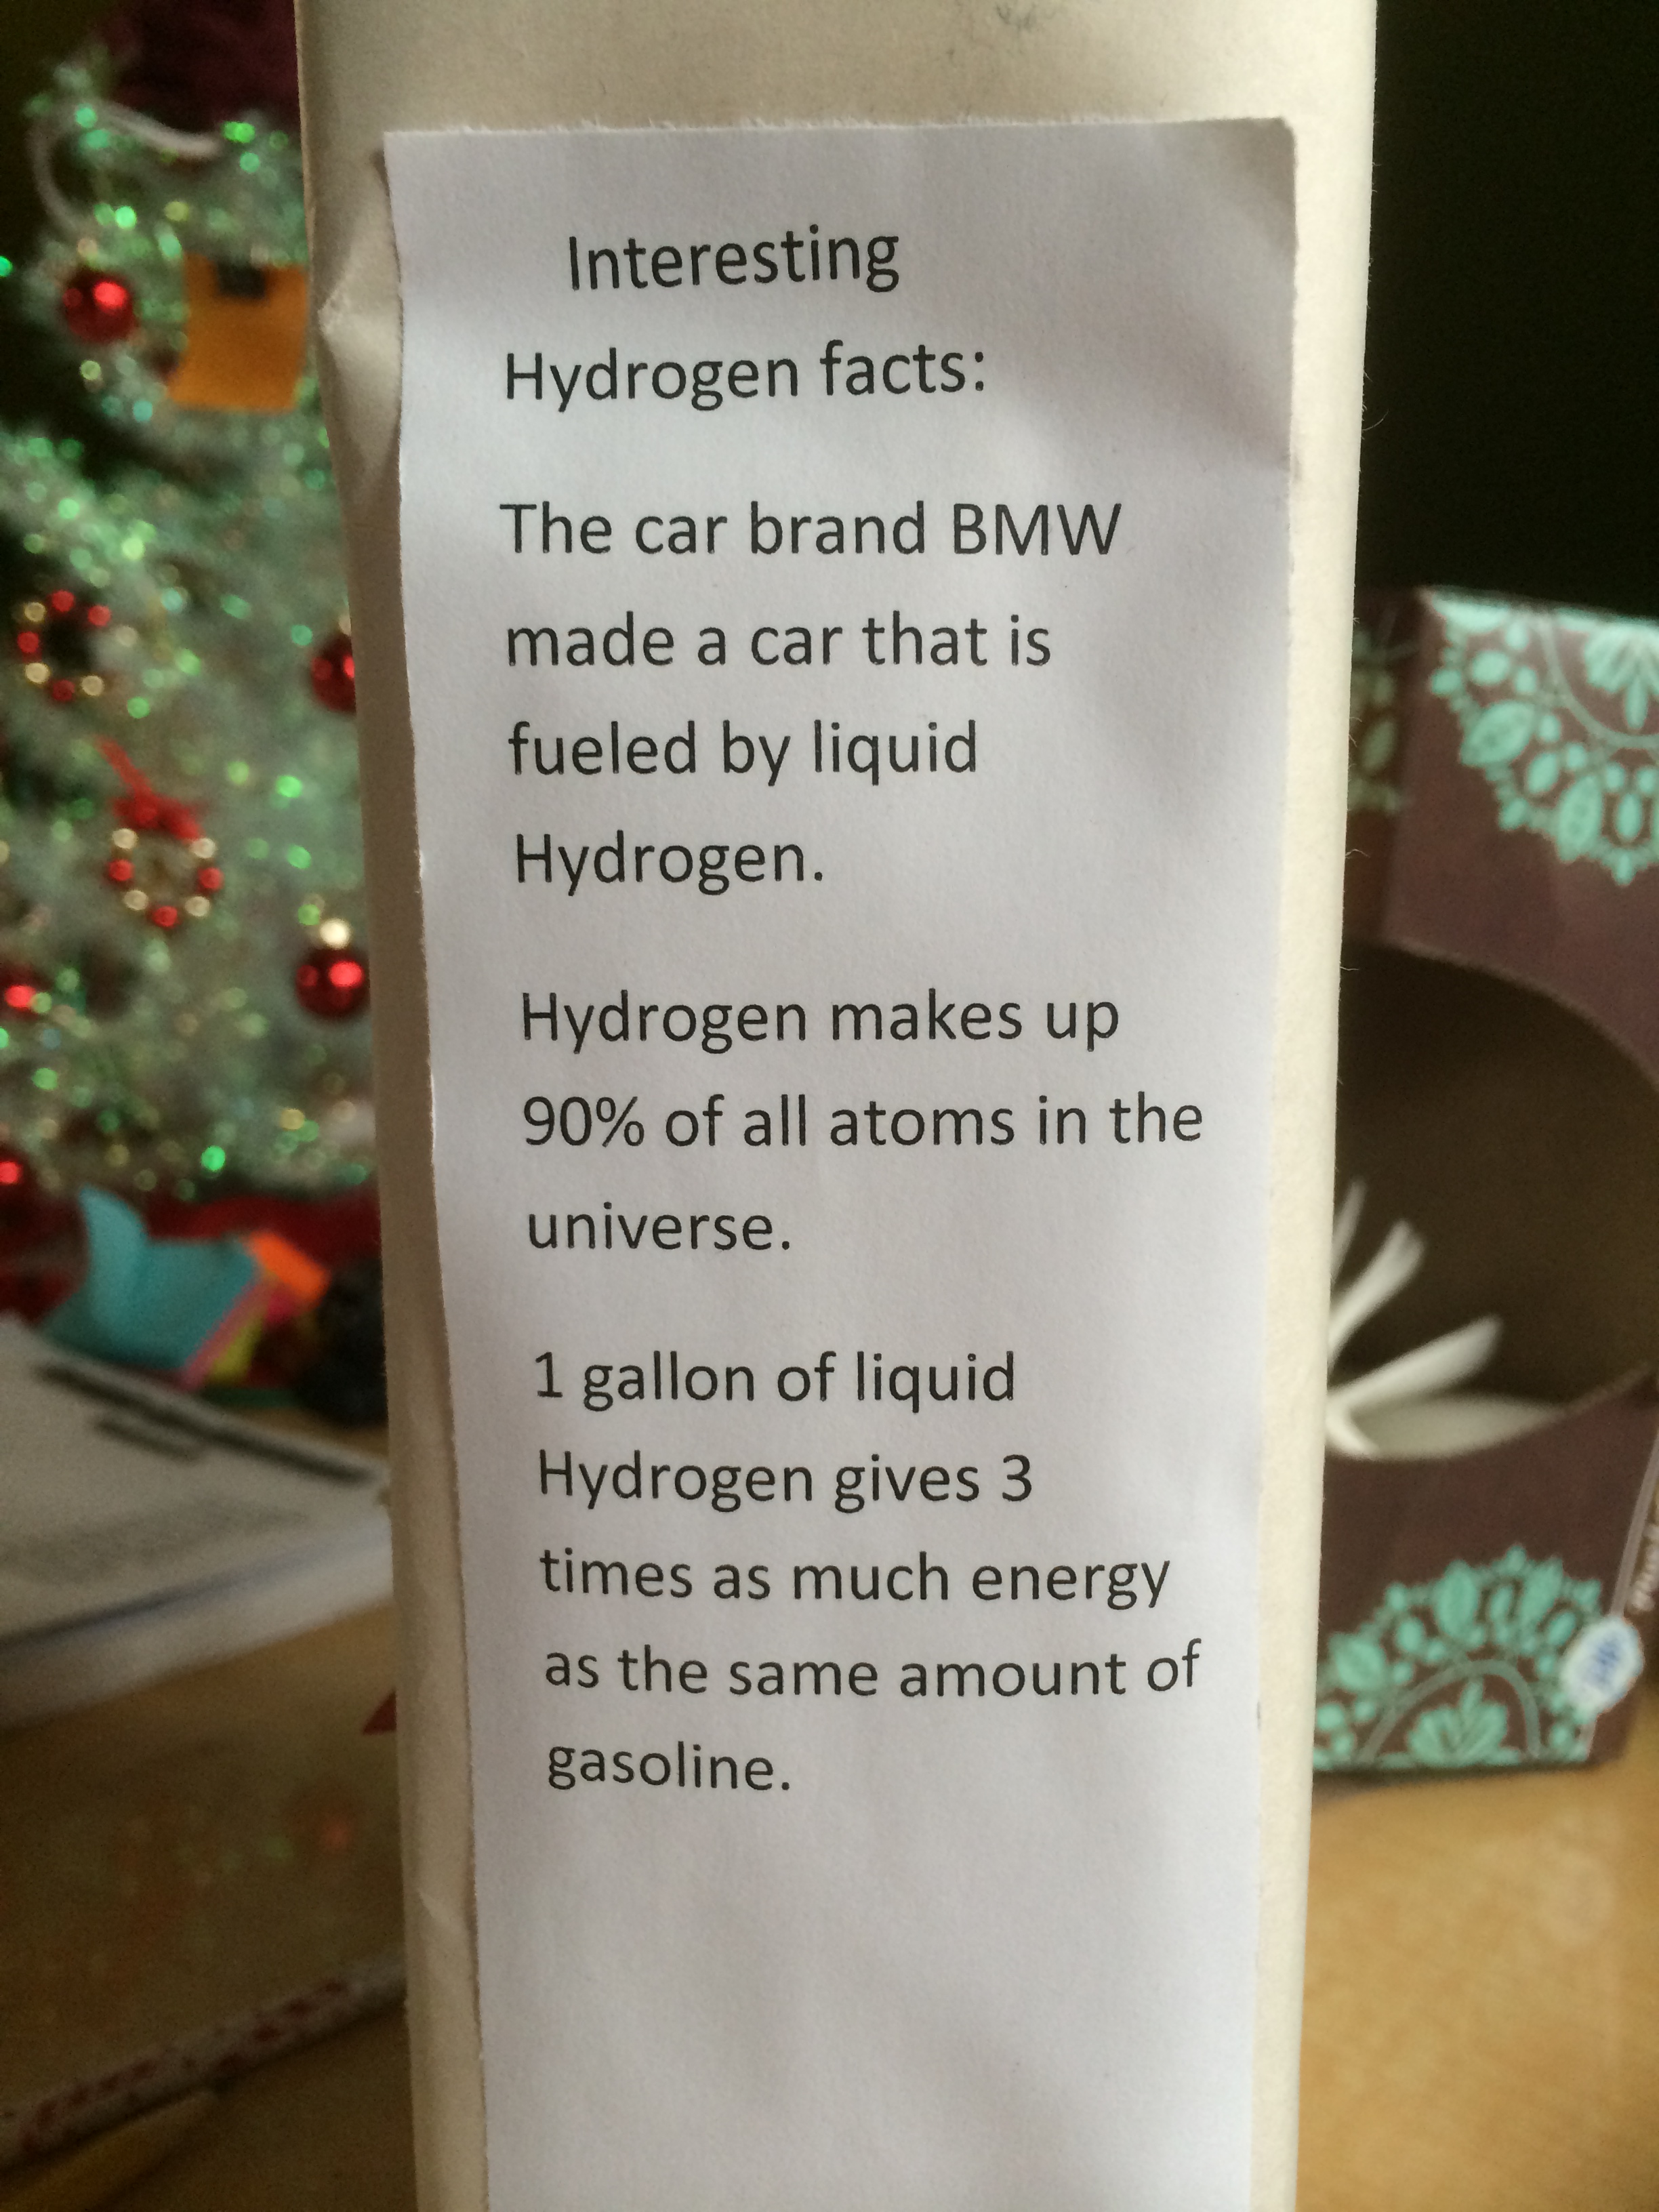 Interesting
Hydrogen facts:
The car brand BMW
made a car that is
fueled by liquid
Hydrogen.
Hydrogen makes up
90% of all atoms in the
universe.
1 gallon of liquid
Hydrogen gives 3
times as much energy
as the same amount of
gasoline.